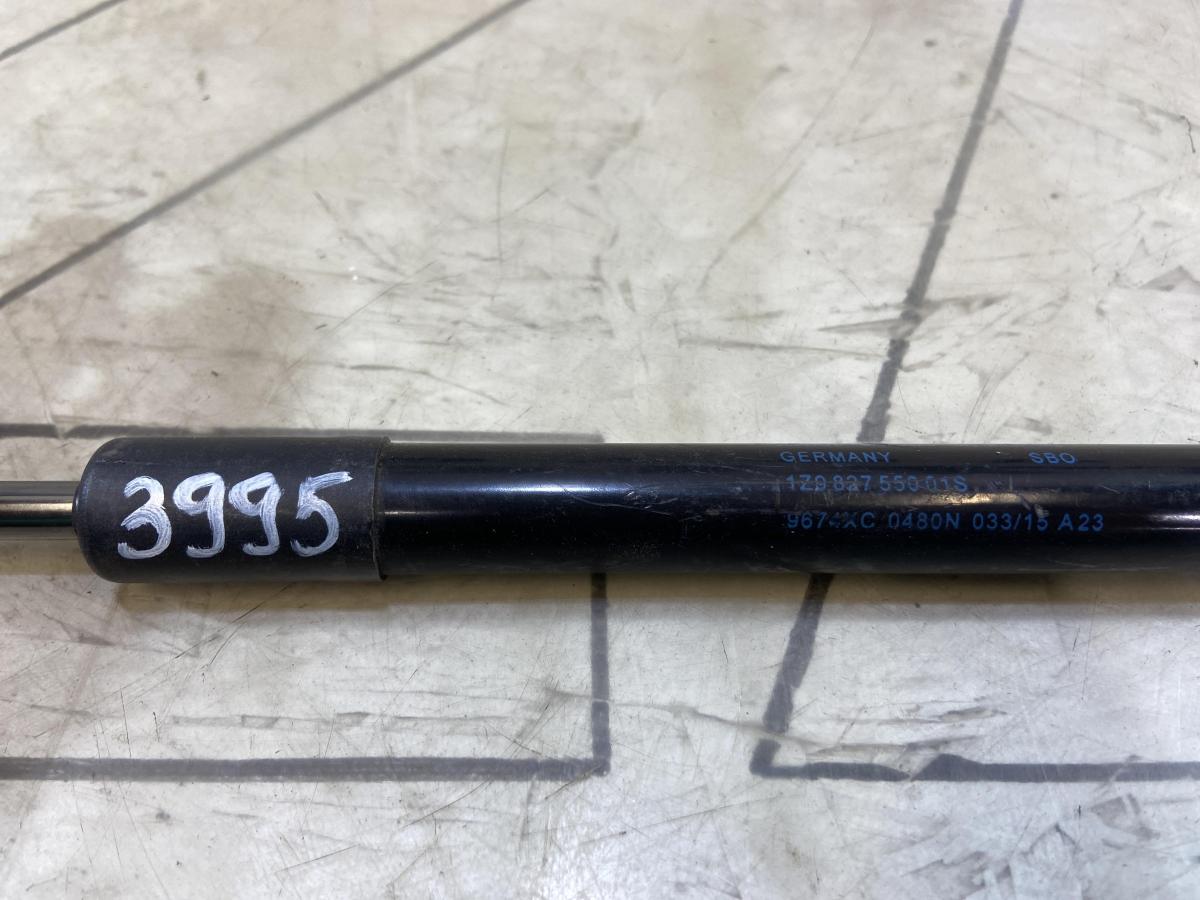 3995
GERMANY SBO
1Z9 827 550 01S
9674XC 0480N 033/15 A23